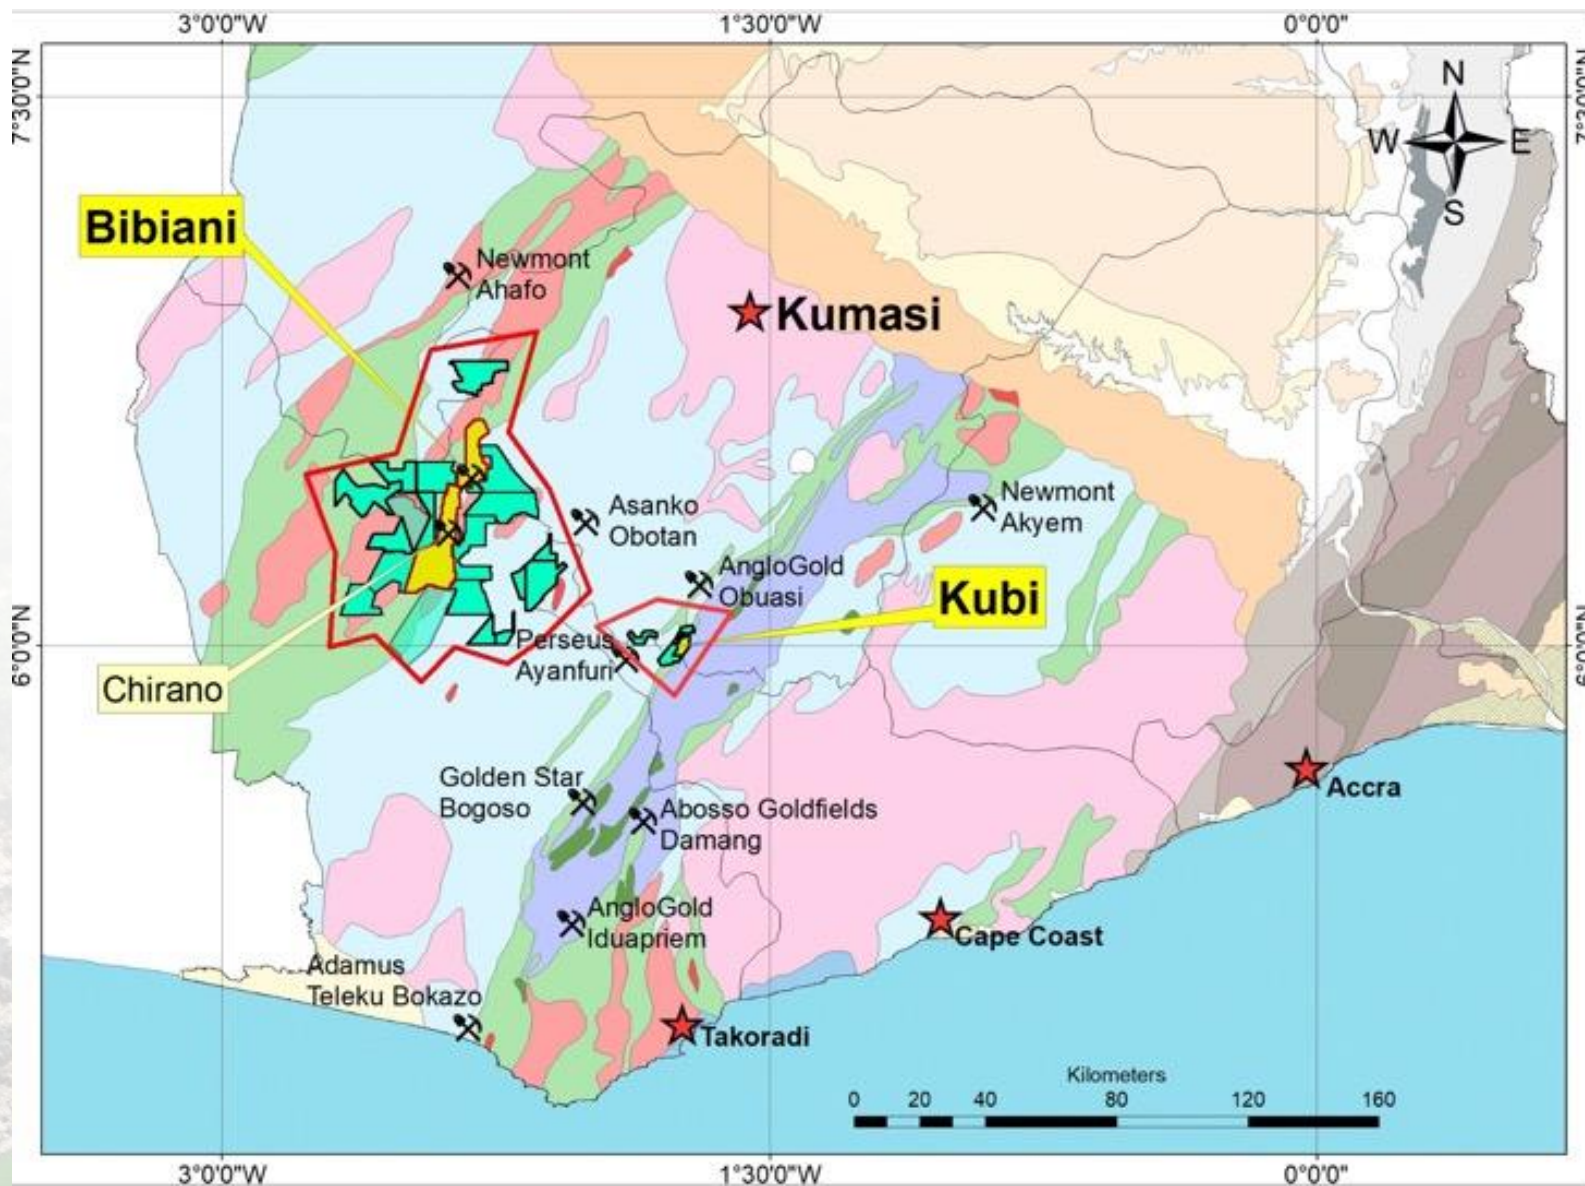 3°0'0"W
1°30'0"W
0°0'0"
7°30'0"N
N
W
E
S
Bibiani
Newmont
Ahafo
Kumasi
Asanko
Obotan
Newmont
Akyem
AngloGold
Obuasi
Kubi
6°0'0"N
6°0'0"N
Perseus
Ayanfuri
Chirano
Golden Star
Bogoso
Abosso Goldfields
Damang
Accra
AngloGold
Iduapriem
Cape Coast
Adamus
Teleku Bokazo
Takoradi
Kilometers
0 20 40 80 120 160
3°0'0"W
1°30'0"W
0°0'0"